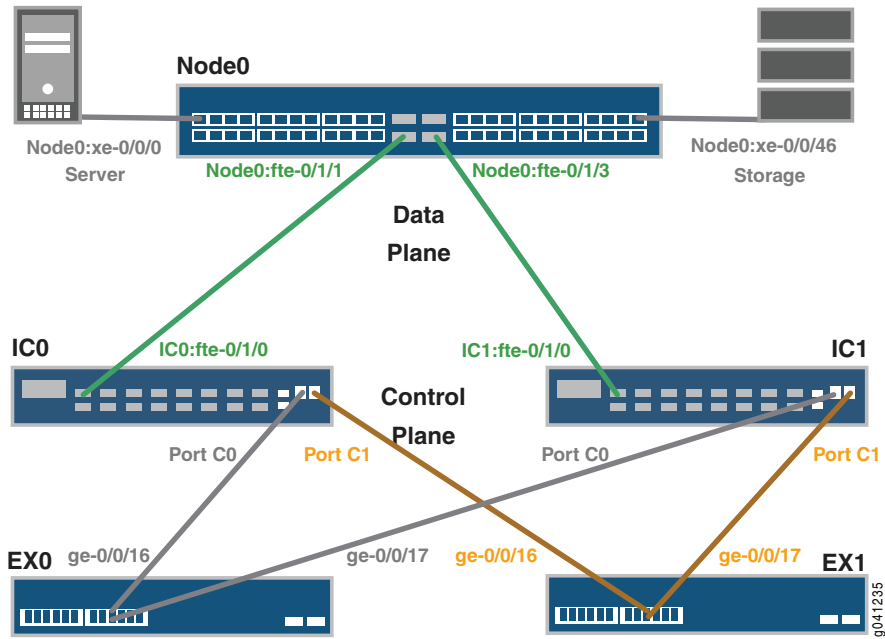 Node0
Node0:xe-0/0/0
Server
Node0:fte-0/1/1
Node0:fte-0/1/3
Node0:xe-0/0/46
Storage
Data
Plane
IC0
IC0:fte-0/1/0
IC1:fte-0/1/0
IC1
Control
Plane
Port C0
Port C1
Port C0
Port C1
EX0
ge-0/0/16
ge-0/0/17
ge-0/0/16
ge-0/0/17
EX1
g041235